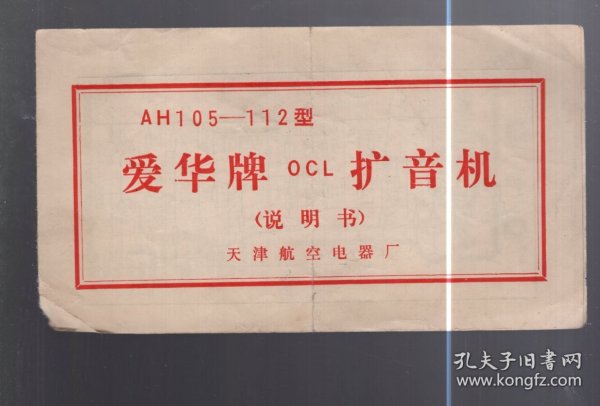 AH105—112型
爱华牌 OCL 扩音机
(说明书)
天津航空电器厂
孔夫子旧书网
www.kongfz.com